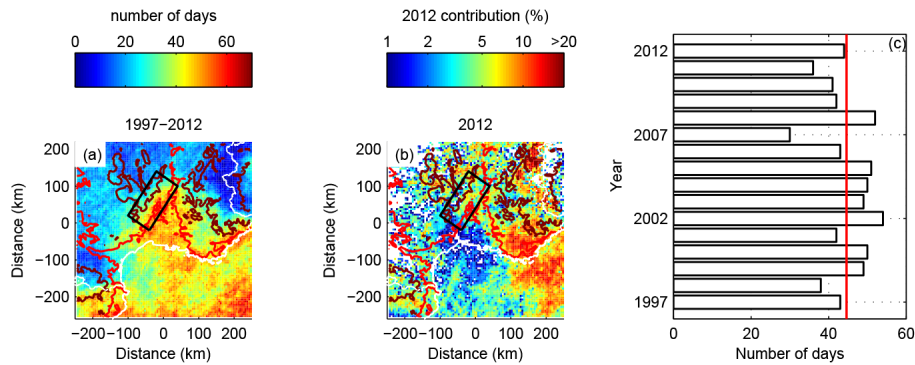 number of days
0 20 40 60
1997−2012
(a)
200
100
0
−100
−200
Distance (km)
−200−100 0 100 200
Distance (km)
2012 contribution (%)
1 2 5 10 >20
2012
(b)
200
100
0
−100
−200
Distance (km)
−200−100 0 100 200
Distance (km)
(c)
2012
2007
2002
1997
Year
0 20 40 60
Number of days